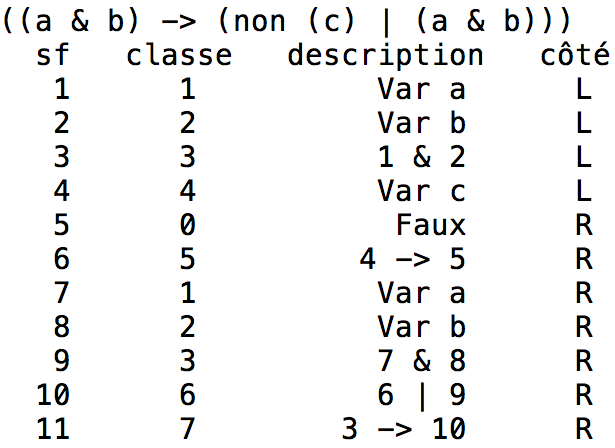 ((a & b) -> (non (c) | (a & b)))
sf classe description côté
1 1 Var a L
2 2 Var b L
3 3 1 & 2 L
4 4 Var c L
5 0 Faux R
6 5 4 -> 5 R
7 1 Var a R
8 2 Var b R
9 3 7 & 8 R
10 6 6 | 9 R
11 7 3 -> 10 R